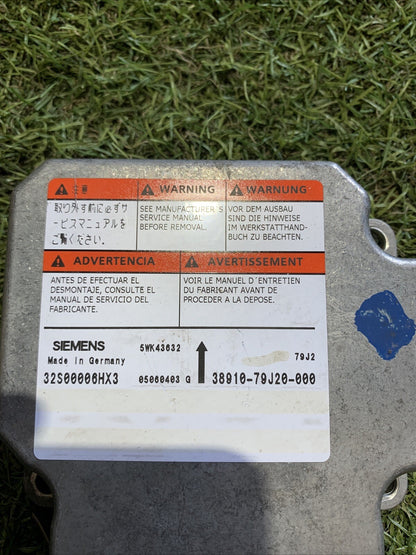 注意
取り外す前に必ずサ
ービスマニュアルを
ご覧ください。
WARNING
SEE MANUFACTURER'S
SERVICE MANUAL
BEFORE REMOVAL.
WARNUNG
VOR DEM AUSBAU
SIND DIE HINWEISE
IM WERKSTATTHAND-
BUCH ZU BEACHTEN.
ADVERTENCIA
ANTES DE EFECTUAR EL
DESMONTAJE, CONSULTE EL
MANUAL DE SERVICIO DEL
FABRICANTE.
AVERTISSEMENT
VOIR LE MANUEL D´ENTRETIEN
DU FABRICANT AVANT DE
PROCEDER A LA DEPOSE.
SIEMENS 5WK43632 79J2
Made in Germany
32S00006HX3 05060403 G 38910-79J20-000